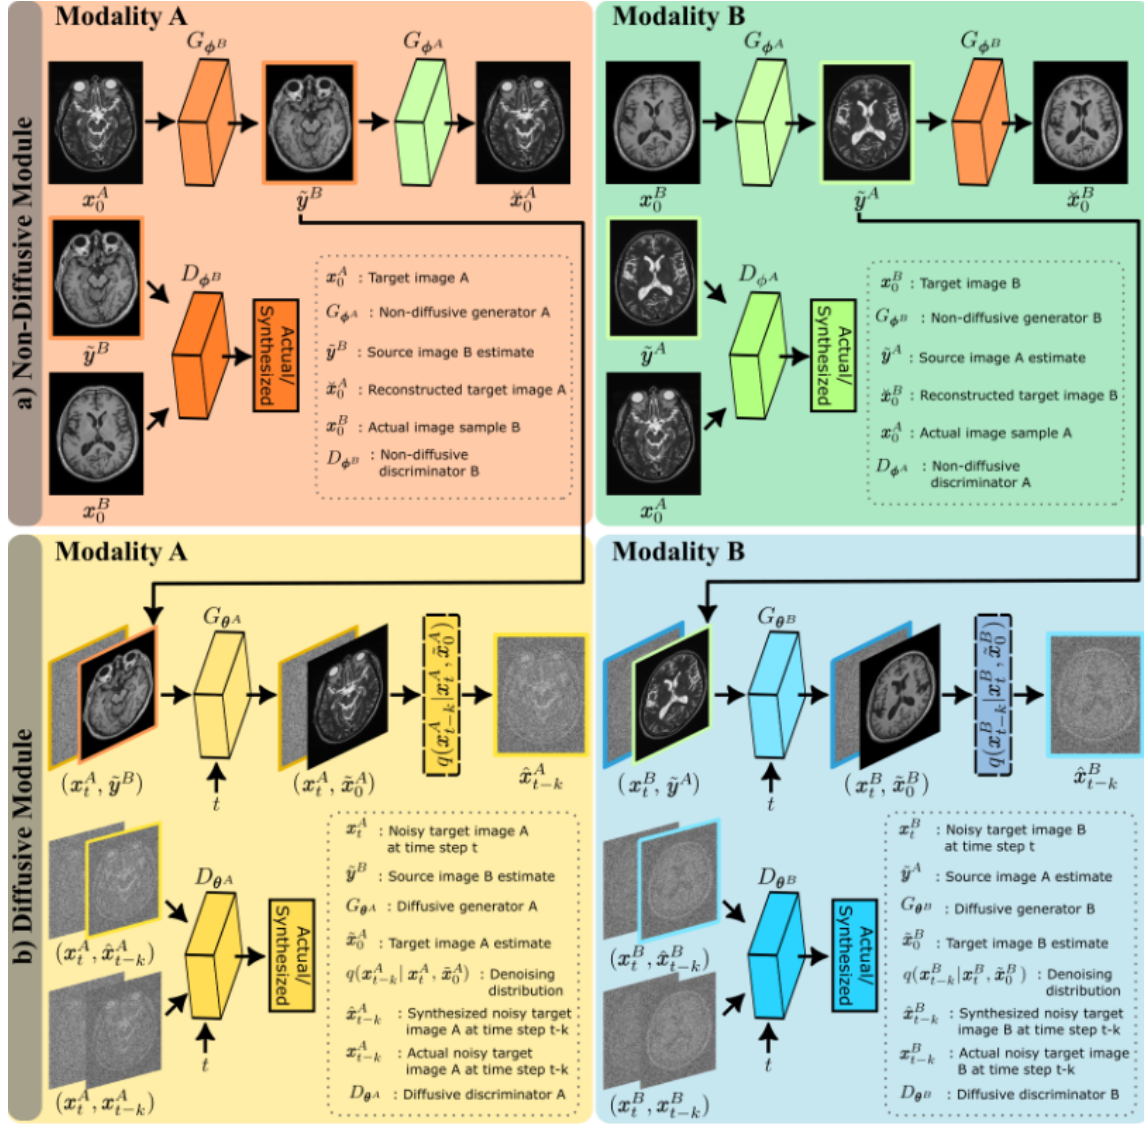 a) Non-Diffusive Module
Modality A
G_{ϕ^B}
G_{ϕ^A}
x_0^A
ỹ^B
x̆_0^A
D_{ϕ^B}
Actual/
Synthesized
ỹ^B
x_0^B
x_0^A : Target image A
G_{ϕ^A} : Non-diffusive generator A
ỹ^B : Source image B estimate
x̆_0^A : Reconstructed target image A
x_0^B : Actual image sample B
D_{ϕ^B} : Non-diffusive
discriminator B
Modality B
G_{ϕ^A}
G_{ϕ^B}
x_0^B
ỹ^A
x̆_0^B
D_{ϕ^A}
Actual/
Synthesized
ỹ^A
x_0^A
x_0^B : Target image B
G_{ϕ^B} : Non-diffusive generator B
ỹ^A : Source image A estimate
x̆_0^B : Reconstructed target image B
x_0^A : Actual image sample A
D_{ϕ^A} : Non-diffusive
discriminator A
b) Diffusive Module
Modality A
G_{θ^A}
q(x_{t-k}^A|x_t^A, x̃_0^A)
(x_t^A, ỹ^B)
t
(x_t^A, x̃_0^A)
x̂_{t-k}^A
D_{θ^A}
Actual/
Synthesized
(x_t^A, x̂_{t-k}^A)
t
(x_t^A, x_{t-k}^A)
x_t^A : Noisy target image A
at time step t
ỹ^B : Source image B estimate
G_{θ^A} : Diffusive generator A
x̃_0^A : Target image A estimate
q(x_{t-k}^A| x_t^A, x̃_0^A) : Denoising
distribution
x̂_{t-k}^A : Synthesized noisy target
image A at time step t-k
x_{t-k}^A : Actual noisy target
image A at time step t-k
D_{θ^A} : Diffusive discriminator A
Modality B
G_{θ^B}
q(x_{t-k}^B|x_t^B, x̃_0^B)
(x_t^B, ỹ^A)
t
(x_t^B, x̃_0^B)
x̂_{t-k}^B
D_{θ^B}
Actual/
Synthesized
(x_t^B, x̂_{t-k}^B)
t
(x_t^B, x_{t-k}^B)
x_t^B : Noisy target image B
at time step t
ỹ^A : Source image A estimate
G_{θ^B} : Diffusive generator B
x̃_0^B : Target image B estimate
q(x_{t-k}^B|x_t^B, x̃_0^B) : Denoising
distribution
x̂_{t-k}^B : Synthesized noisy target
image B at time step t-k
x_{t-k}^B : Actual noisy target image
B at time step t-k
D_{θ^B} : Diffusive discriminator B